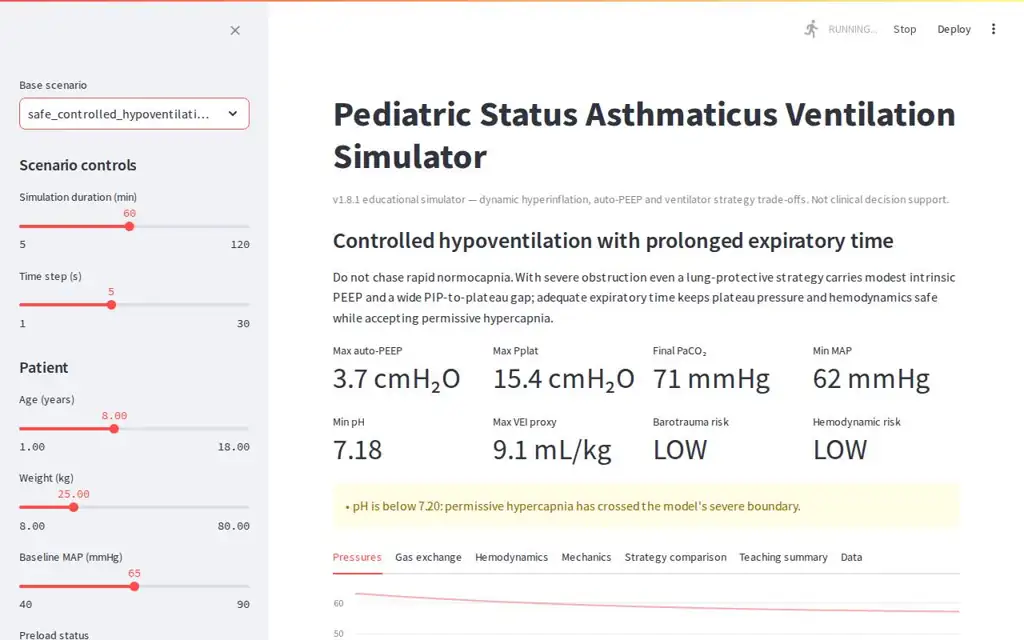 RUNNING...
Stop
Deploy
Base scenario
safe_controlled_hypoventilati...
Scenario controls
Simulation duration (min)
60
5
120
Time step (s)
5
1
30
Patient
Age (years)
8.00
1.00
18.00
Weight (kg)
25.00
8.00
80.00
Baseline MAP (mmHg)
65
40
90
Preload status
Pediatric Status Asthmaticus Ventilation
Simulator
v1.8.1 educational simulator — dynamic hyperinflation, auto-PEEP and ventilator strategy trade-offs. Not clinical decision support.
Controlled hypoventilation with prolonged expiratory time
Do not chase rapid normocapnia. With severe obstruction even a lung-protective strategy carries modest intrinsic
PEEP and a wide PIP-to-plateau gap; adequate expiratory time keeps plateau pressure and hemodynamics safe
while accepting permissive hypercapnia.
Max auto-PEEP
3.7 cmH₂O
Max Pplat
15.4 cmH₂O
Final PaCO₂
71 mmHg
Min MAP
62 mmHg
Min pH
7.18
Max VEI proxy
9.1 mL/kg
Barotrauma risk
LOW
Hemodynamic risk
LOW
• pH is below 7.20: permissive hypercapnia has crossed the model's severe boundary.
Pressures
Gas exchange
Hemodynamics
Mechanics
Strategy comparison
Teaching summary
Data
60
50